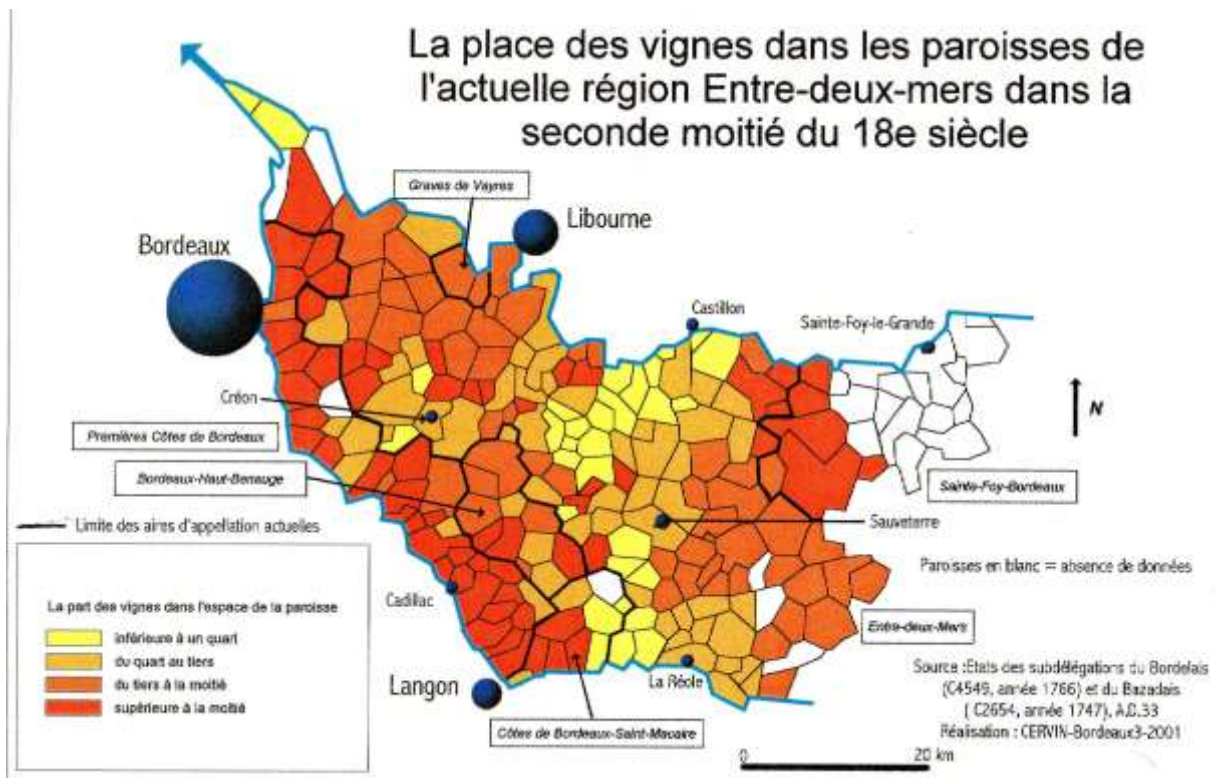 La place des vignes dans les paroisses de
l'actuelle région Entre-deux-mers dans la
seconde moitié du 18e siècle
Graves de Vayres
Libourne
Bordeaux
Castillon
Sainte-Foy-le-Grande
Créon
N
Premières Côtes de Bordeaux
Bordeaux-Haut-Benauge
Sainte-Foy-Bordeaux
Limite des aires d'appellation actuelles
Sauveterre
Paroisses en blanc = absence de données
La part des vignes dans l'espace de la paroisse
inférieure à un quart
du quart au tiers
du tiers à la moitié
supérieure à la moitié
Cadillac
Entre-deux-Mers
Langon
La Réole
Côtes de Bordeaux-Saint-Macaire
Source :Etats des subdélégations du Bordelais
(C4549, année 1766) et du Bazadais
( C2654, année 1747), A.D.33
Réalisation : CERVIN-Bordeaux3-2001
0 20 km